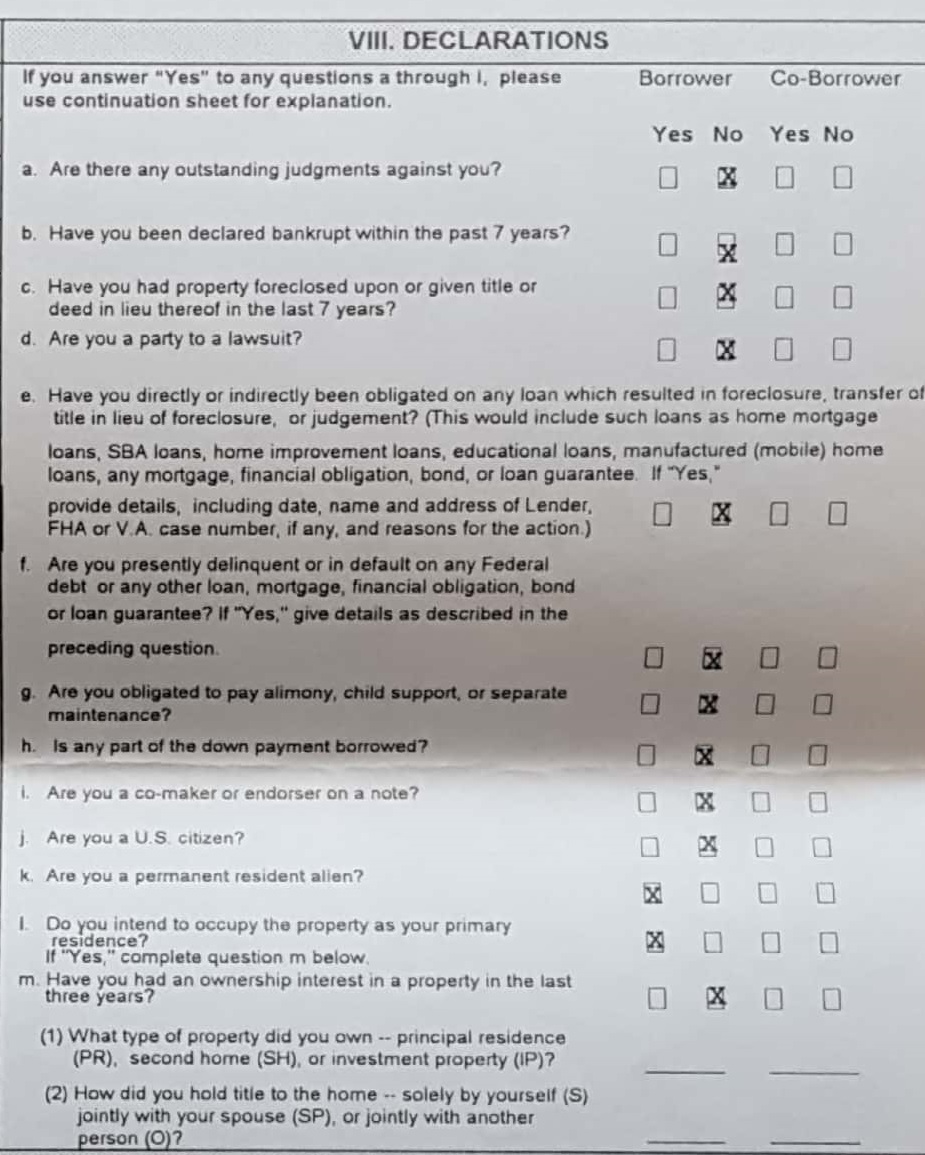 VIII. DECLARATIONS
If you answer "Yes" to any questions a through i, please Borrower Co-Borrower
use continuation sheet for explanation.
Yes No Yes No
a. Are there any outstanding judgments against you? ☐ ☒ ☐ ☐
b. Have you been declared bankrupt within the past 7 years? ☐ ☒ ☐ ☐
c. Have you had property foreclosed upon or given title or
deed in lieu thereof in the last 7 years? ☐ ☒ ☐ ☐
d. Are you a party to a lawsuit? ☐ ☒ ☐ ☐
e. Have you directly or indirectly been obligated on any loan which resulted in foreclosure, transfer of
title in lieu of foreclosure, or judgement? (This would include such loans as home mortgage
loans, SBA loans, home improvement loans, educational loans, manufactured (mobile) home
loans, any mortgage, financial obligation, bond, or loan guarantee. If "Yes,"
provide details, including date, name and address of Lender,
FHA or V.A. case number, if any, and reasons for the action.) ☐ ☒ ☐ ☐
f. Are you presently delinquent or in default on any Federal
debt or any other loan, mortgage, financial obligation, bond
or loan guarantee? If "Yes," give details as described in the
preceding question. ☐ ☒ ☐ ☐
g. Are you obligated to pay alimony, child support, or separate
maintenance? ☐ ☒ ☐ ☐
h. Is any part of the down payment borrowed? ☐ ☒ ☐ ☐
i. Are you a co-maker or endorser on a note? ☐ ☒ ☐ ☐
j. Are you a U.S. citizen? ☐ ☒ ☐ ☐
k. Are you a permanent resident alien? ☒ ☐ ☐ ☐
l. Do you intend to occupy the property as your primary
residence? ☒ ☐ ☐ ☐
If "Yes," complete question m below.
m. Have you had an ownership interest in a property in the last
three years? ☐ ☒ ☐ ☐
(1) What type of property did you own -- principal residence
(PR), second home (SH), or investment property (IP)?
(2) How did you hold title to the home -- solely by yourself (S)
jointly with your spouse (SP), or jointly with another
person (O)?